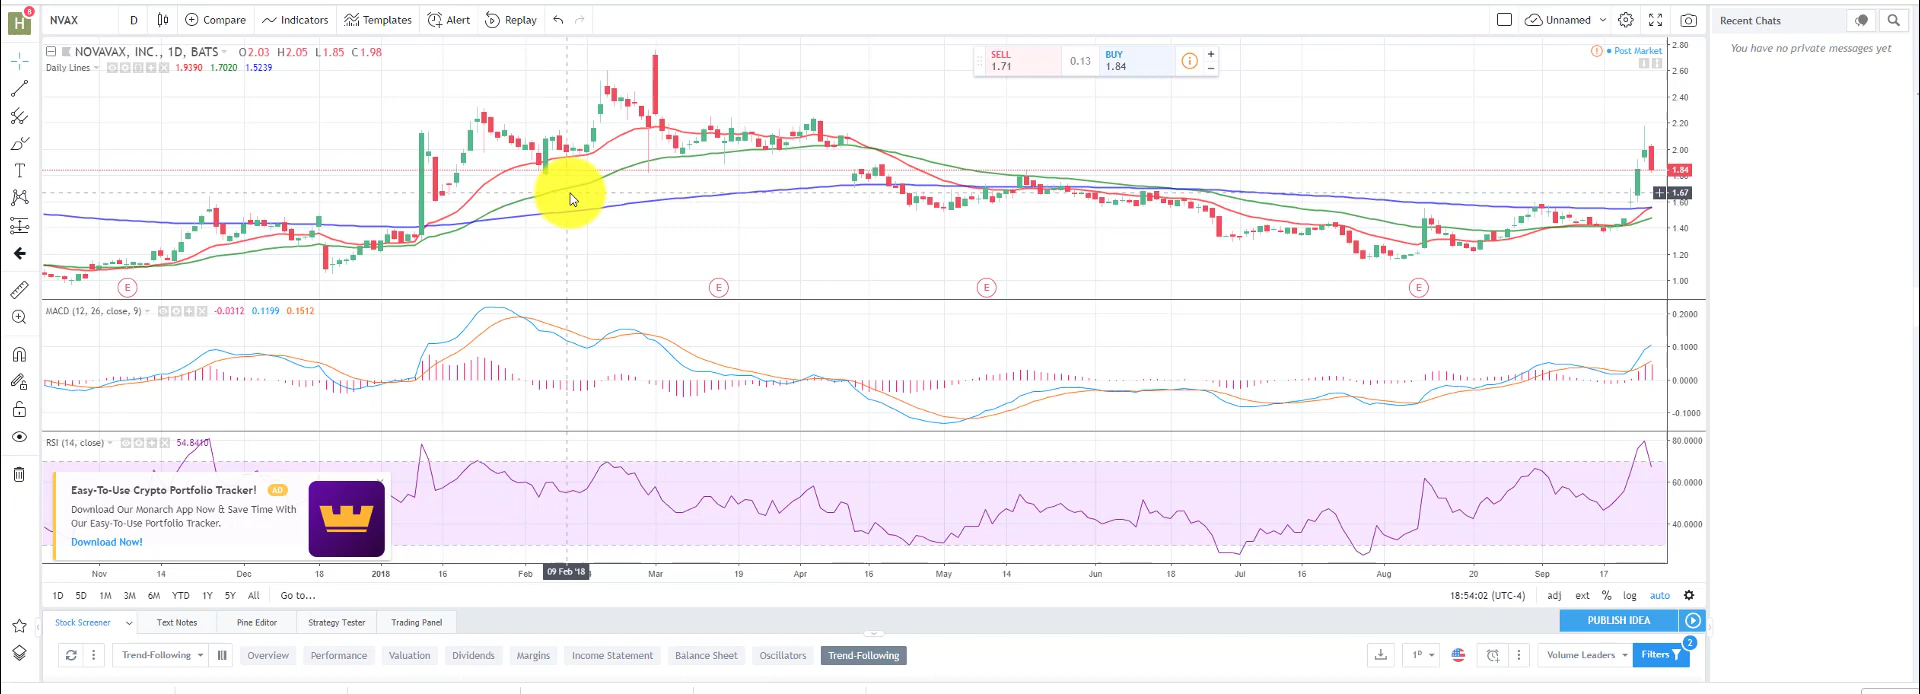 8
H
NVAX D Compare Indicators Templates Alert Replay Unnamed
Recent Chats
You have no private messages yet
NOVAVAX, INC., 1D, BATS O2.03 H2.05 L1.85 C1.98
Daily Lines 1.9390 1.7020 1.5239
SELL
1.71
0.13
BUY
1.84
Post Market
2.80
2.60
2.40
2.20
2.00
1.84
1.67
1.60
1.40
1.20
1.00
E E E E
MACD (12, 26, close, 9) -0.0312 0.1199 0.1512
0.2000
0.1000
0.0000
-0.1000
RSI (14, close) 54.8410
80.0000
60.0000
40.0000
Easy-To-Use Crypto Portfolio Tracker! AD
Download Our Monarch App Now & Save Time With
Our Easy-To-Use Portfolio Tracker.
Download Now!
Nov 14 Dec 18 2018 16 Feb 09 Feb '18 Mar 19 Apr 16 May 14 Jun 18 Jul 16 Aug 20 Sep 17
1D 5D 1M 3M 6M YTD 1Y 5Y All Go to... 18:54:02 (UTC-4) adj ext % log auto
Stock Screener Text Notes Pine Editor Strategy Tester Trading Panel PUBLISH IDEA
Trend-Following Overview Performance Valuation Dividends Margins Income Statement Balance Sheet Oscillators Trend-Following 1D Volume Leaders Filters 2